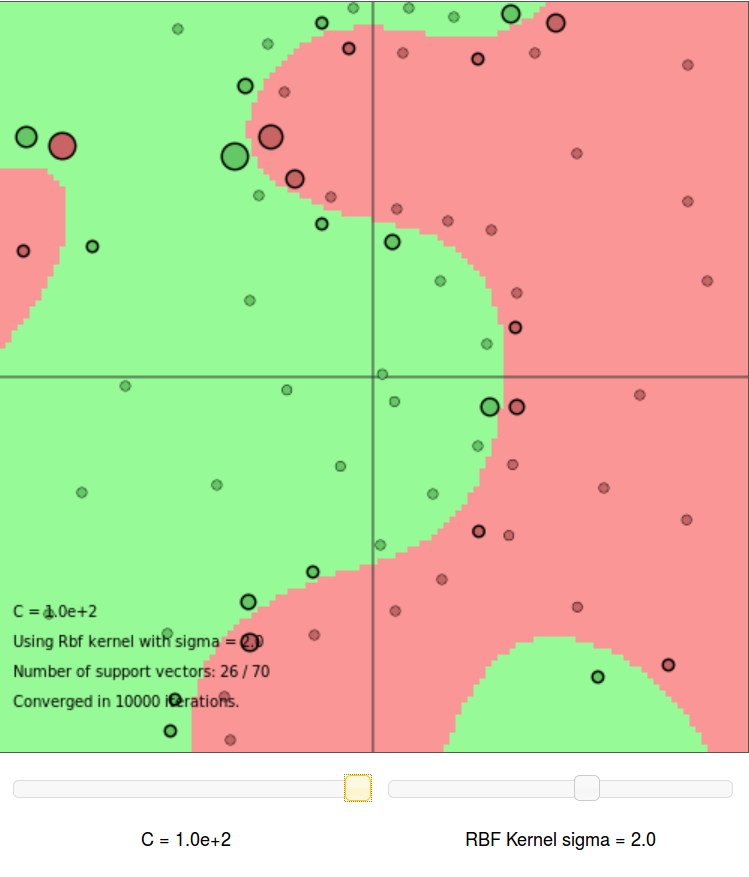 C = 1.0e+2
Using Rbf kernel with sigma = 2.0
Number of support vectors: 26 / 70
Converged in 10000 iterations.
C = 1.0e+2
RBF Kernel sigma = 2.0